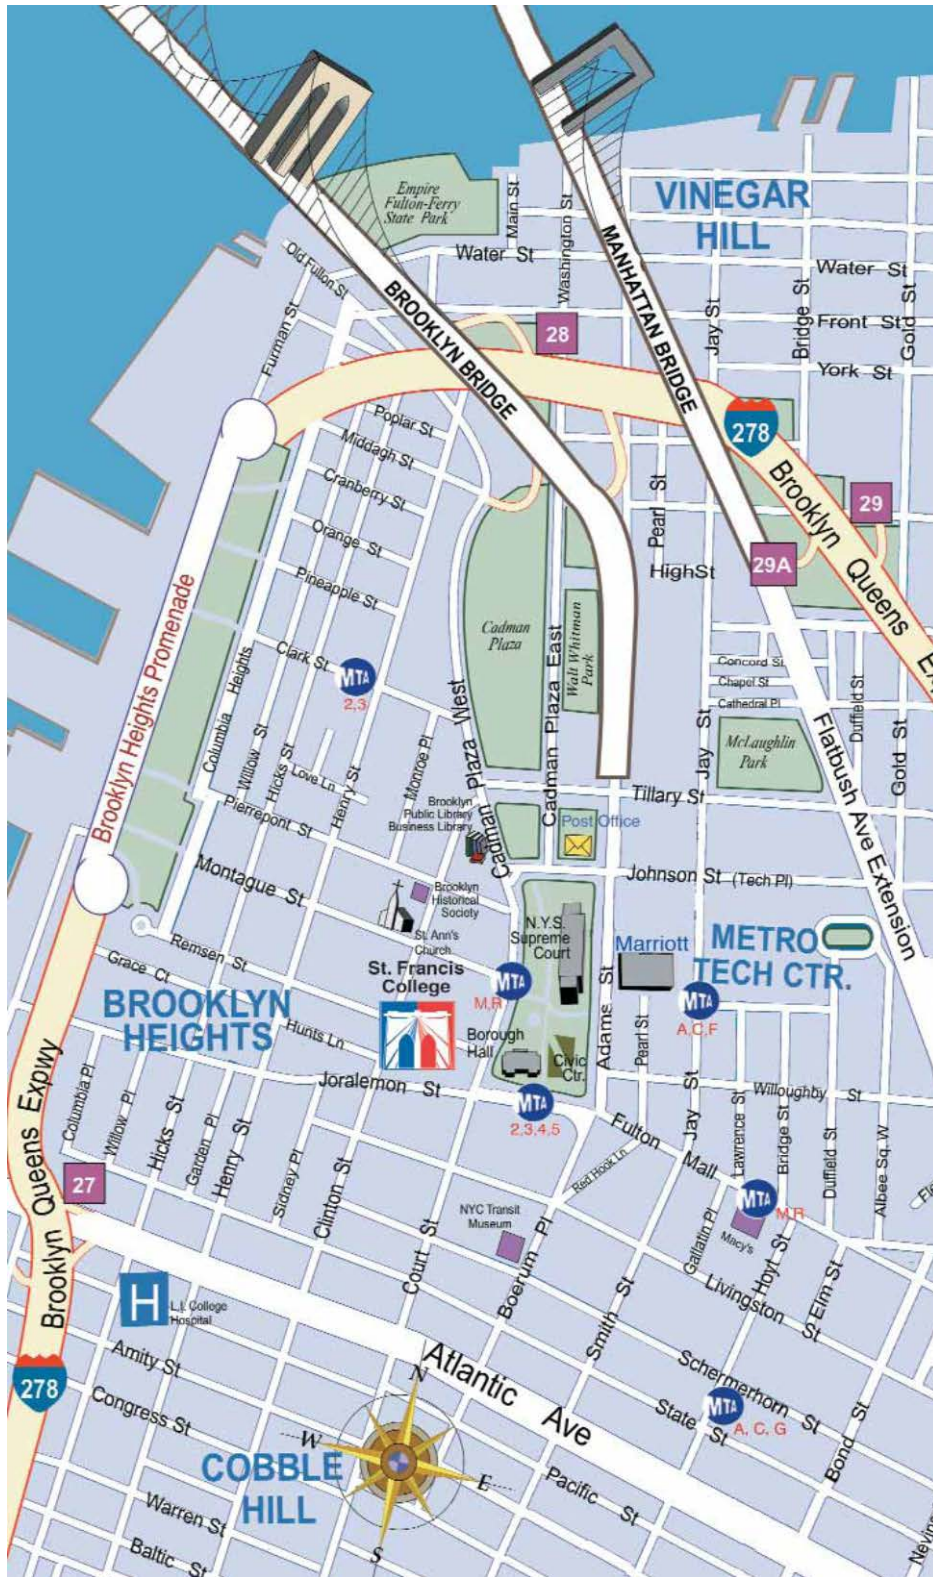 Empire
Fulton-Ferry
State Park
Main St
Washington St
VINEGAR
HILL
Water St
Water St
Old Fulton St
BROOKLYN BRIDGE
MANHATTAN BRIDGE
Furman St
28
Jay St
Bridge St
Gold St
Front St
York St
278
Poplar St
Middagh St
Cranberry St
Orange St
Pineapple St
Pearl St
High St
29
29A
Brooklyn Queens
Brooklyn Heights Promenade
Clark St
MTA
2,3
Cadman
Plaza
Cadman Plaza West
Cadman Plaza East
Walt Whitman
Park
Concord St
Chapel St
Cathedral Pl
Duffield St
Flatbush Ave Extension
Gold St
McLaughlin
Park
Jay St
Columbia Heights
Willow St
Hicks St
Love Ln
Henry St
Monroe Pl
Pierrepont St
Brooklyn
Public Library
Business Library
Post Office
Tillary St
Johnson St (Tech Pl)
Montague St
Brooklyn
Historical
Society
St. Ann's
Church
N.Y.S.
Supreme
Court
Marriott
METRO
TECH CTR.
Remsen St
Grace Ct
St. Francis
College
MTA
M,R
MTA
A,C,F
BROOKLYN
HEIGHTS
Hunts Ln
Borough
Hall
Civic
Ctr.
Adams St
Pearl St
Joralemon St
MTA
2,3,4,5
Willoughby St
Fulton Mall
Jay St
Lawrence St
Bridge St
Duffield St
Albee Sq. W
Columbia Pl
Willow Pl
Hicks St
Garden Pl
Henry St
Sidney Pl
Clinton St
Red Hook Ln
27
Brooklyn Queens Expwy
NYC Transit
Museum
Court St
Boerum Pl
MTA
M,R
Macy's
Gallatin Pl
Hoyt St
Elm St
Livingston St
Smith St
H
L.I. College
Hospital
278
Amity St
Congress St
Atlantic Ave
Schermerhorn St
State St
MTA
A, C, G
Bond St
N
W
E
S
COBBLE
HILL
Pacific St
Warren St
Baltic St